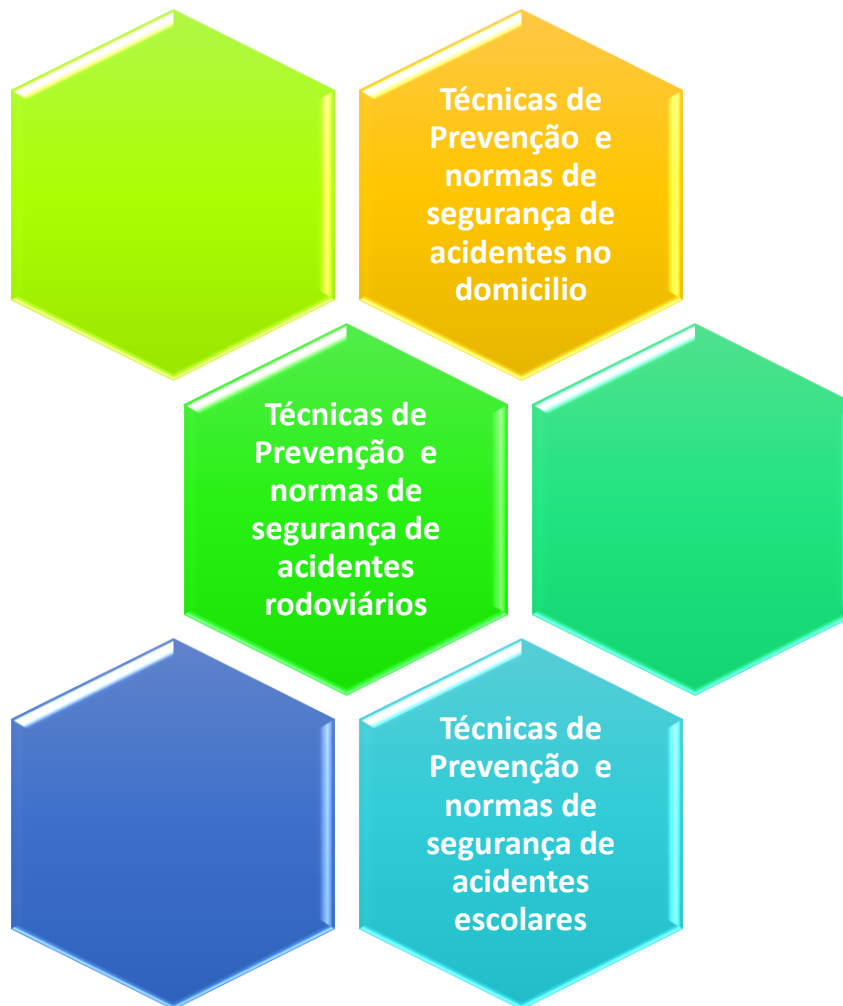 Técnicas de
Prevenção  e
normas de
segurança de
acidentes no
domicilio
Técnicas de
Prevenção  e
normas de
segurança de
acidentes
rodoviários
Técnicas de
Prevenção  e
normas de
segurança de
acidentes
escolares